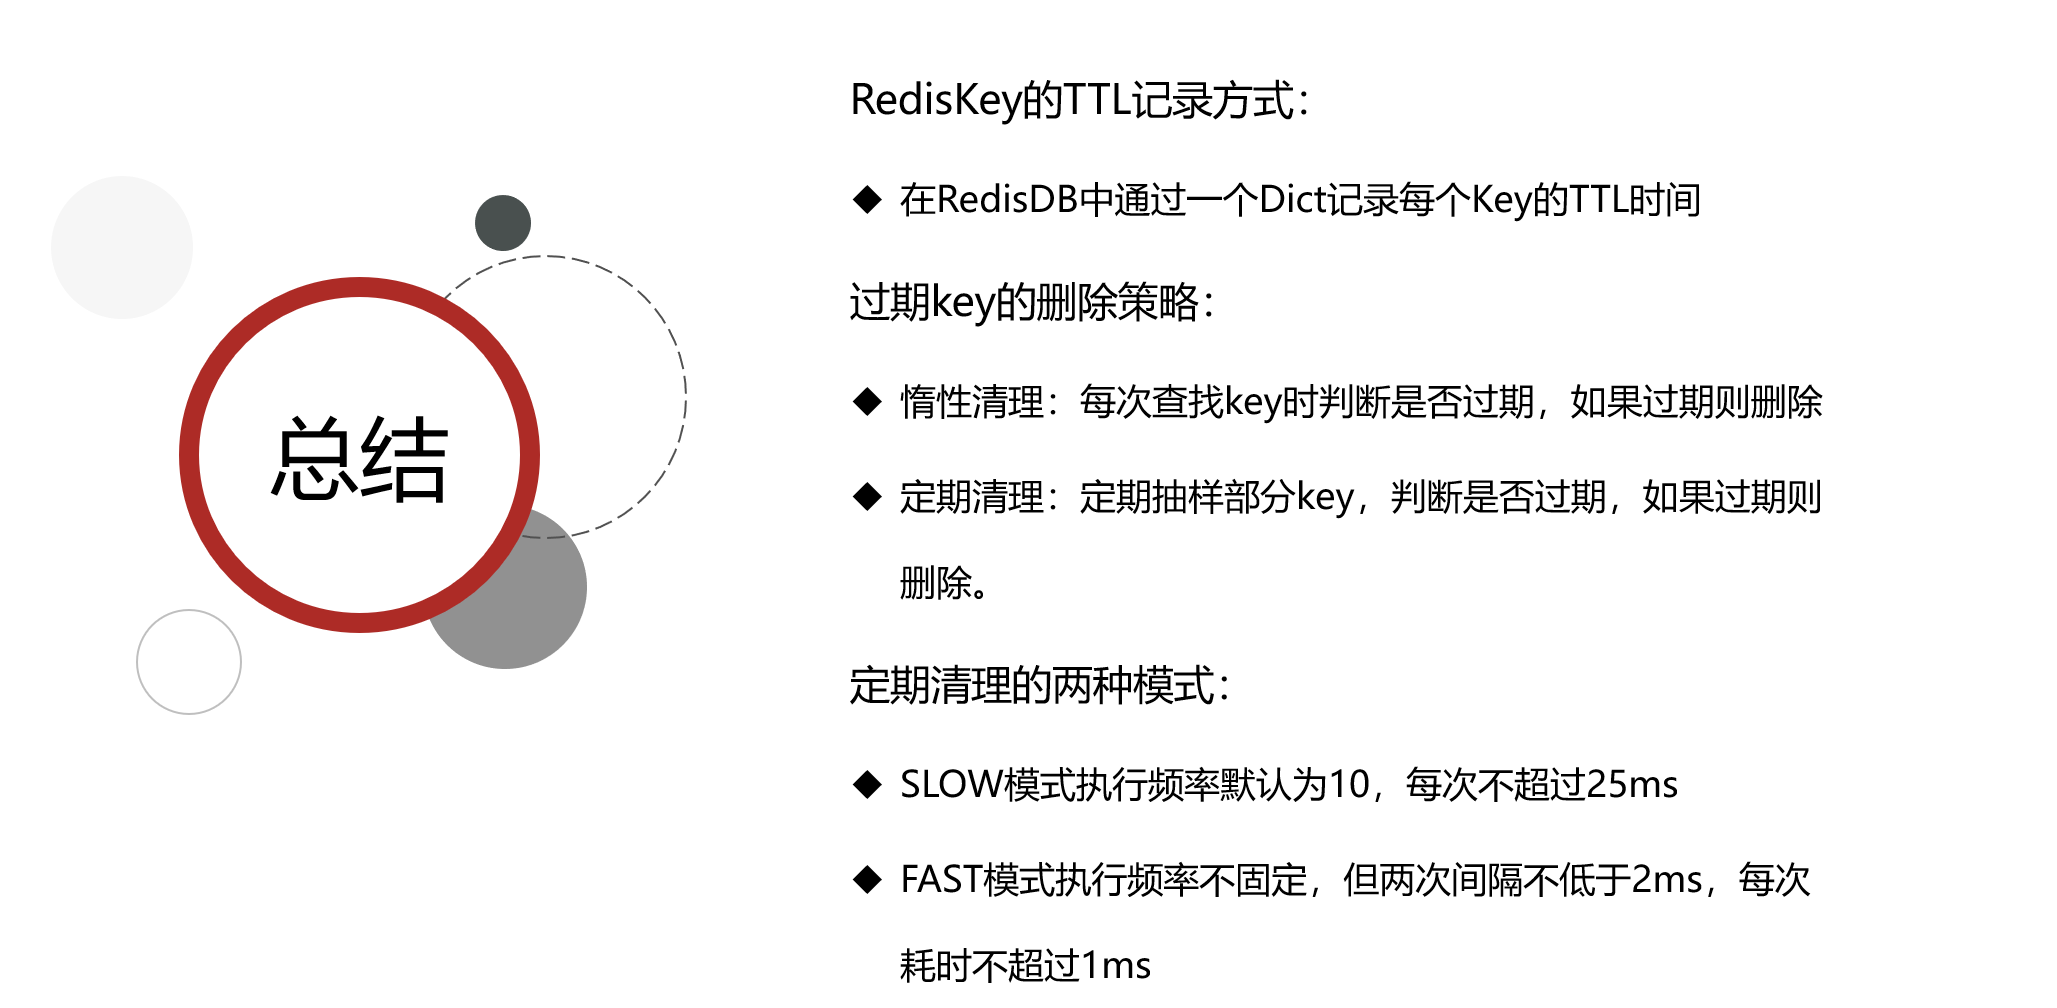 总结
RedisKey的TTL记录方式：
◆ 在RedisDB中通过一个Dict记录每个Key的TTL时间
过期key的删除策略：
◆ 惰性清理：每次查找key时判断是否过期，如果过期则删除
◆ 定期清理：定期抽样部分key，判断是否过期，如果过期则
删除。
定期清理的两种模式：
◆ SLOW模式执行频率默认为10，每次不超过25ms
◆ FAST模式执行频率不固定，但两次间隔不低于2ms，每次
耗时不超过1ms